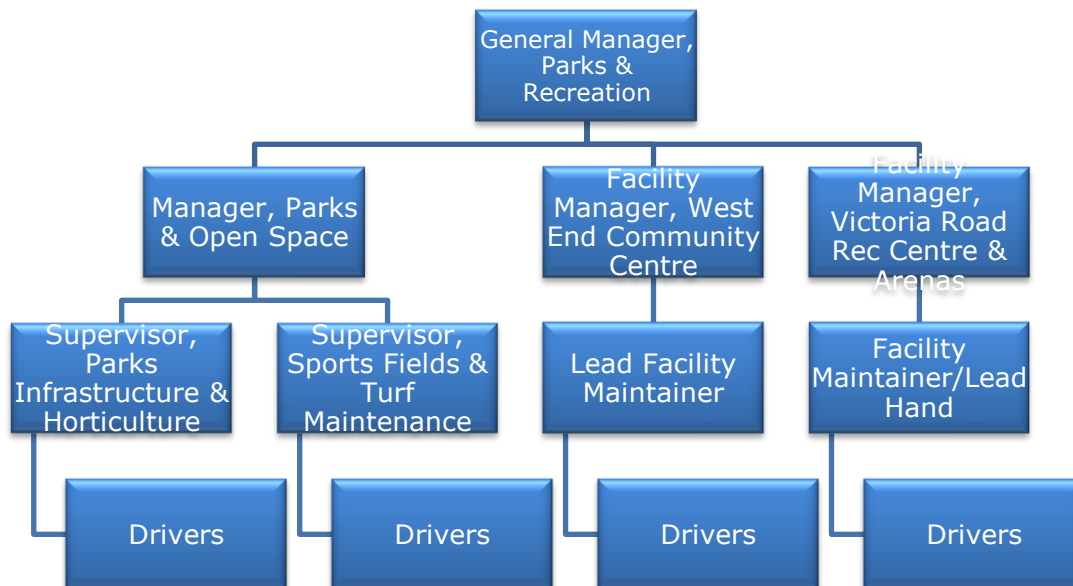 General Manager,
Parks &
Recreation
Manager, Parks
& Open Space
Facility
Manager, West
End Community
Centre
Facility
Manager,
Victoria Road
Rec Centre &
Arenas
Supervisor,
Parks
Infrastructure &
Horticulture
Supervisor,
Sports Fields &
Turf
Maintenance
Lead Facility
Maintainer
Facility
Maintainer/Lead
Hand
Drivers
Drivers
Drivers
Drivers